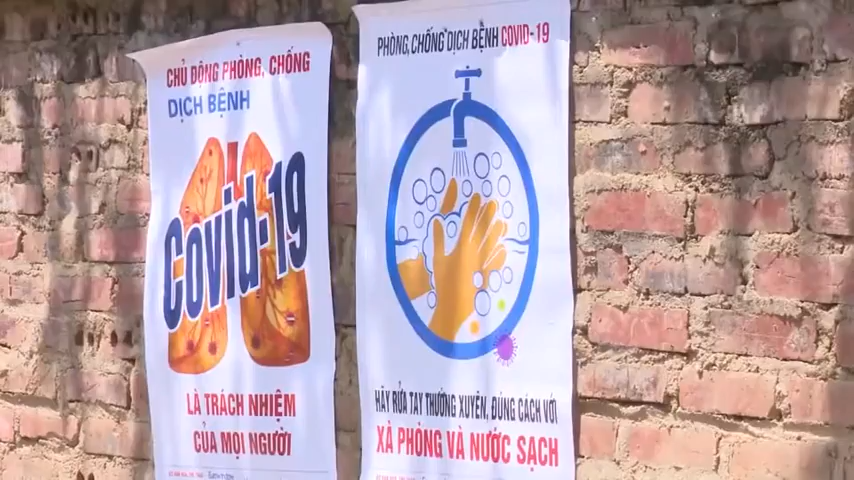 CHỦ ĐỘNG PHÒNG, CHỐNG
DỊCH BỆNH
Covid-19
LÀ TRÁCH NHIỆM
CỦA MỌI NGƯỜI
PHÒNG, CHỐNG DỊCH BỆNH COVID-19
HÃY RỬA TAY THƯỜNG XUYÊN, ĐÚNG CÁCH VỚI
XÀ PHÒNG VÀ NƯỚC SẠCH